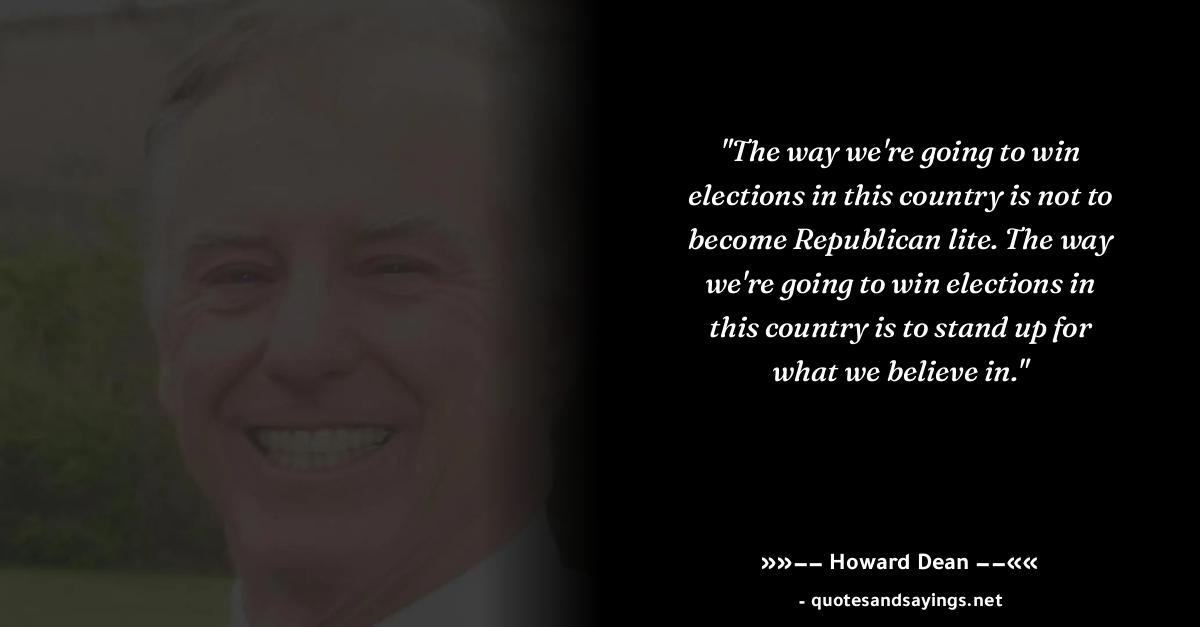 "The way we're going to win
elections in this country is not to
become Republican lite. The way
we're going to win elections in
this country is to stand up for
what we believe in."
»»−− Howard Dean −−««
- quotesandsayings.net